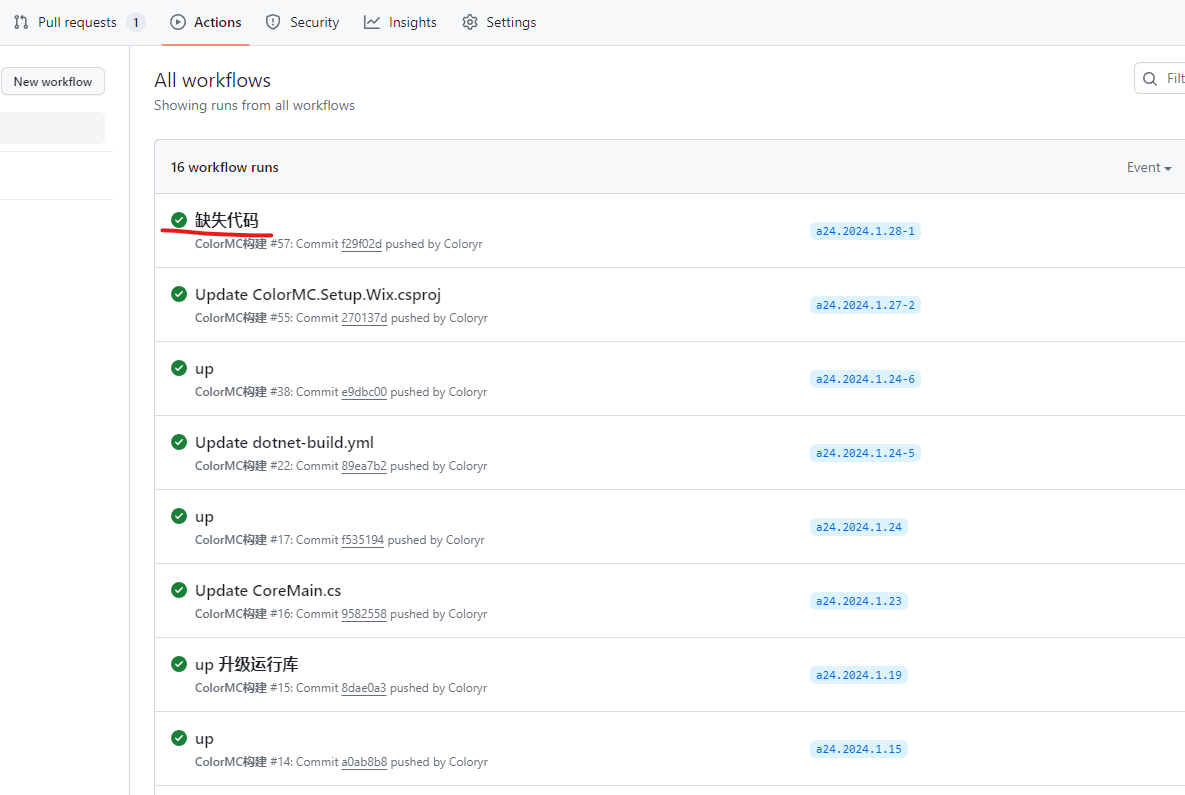 Pull requests 1 Actions Security Insights Settings
New workflow
All workflows
Showing runs from all workflows
Filt
16 workflow runs Event
缺失代码
ColorMC构建 #57: Commit f29f02d pushed by Coloryr
a24.2024.1.28-1
Update ColorMC.Setup.Wix.csproj
ColorMC构建 #55: Commit 270137d pushed by Coloryr
a24.2024.1.27-2
up
ColorMC构建 #38: Commit e9dbc00 pushed by Coloryr
a24.2024.1.24-6
Update dotnet-build.yml
ColorMC构建 #22: Commit 89ea7b2 pushed by Coloryr
a24.2024.1.24-5
up
ColorMC构建 #17: Commit f535194 pushed by Coloryr
a24.2024.1.24
Update CoreMain.cs
ColorMC构建 #16: Commit 9582558 pushed by Coloryr
a24.2024.1.23
up 升级运行库
ColorMC构建 #15: Commit 8dae0a3 pushed by Coloryr
a24.2024.1.19
up
ColorMC构建 #14: Commit a0ab8b8 pushed by Coloryr
a24.2024.1.15